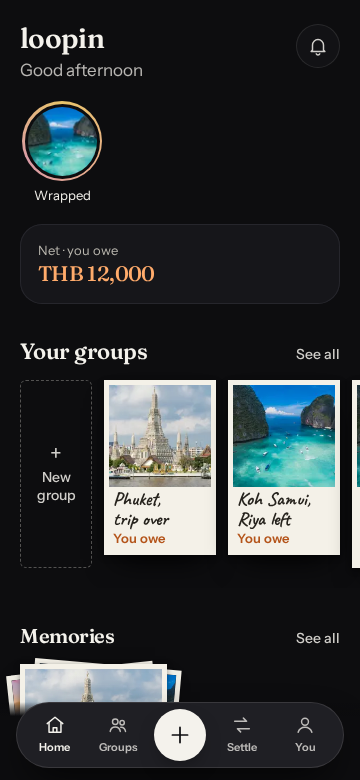 loopin
Good afternoon
Wrapped
Net · you owe
THB 12,000
Your groups
See all
+
New
group
Phuket,
trip over
You owe
Koh Samui,
Riya left
You owe
Memories
See all
Home
Groups
+
Settle
You